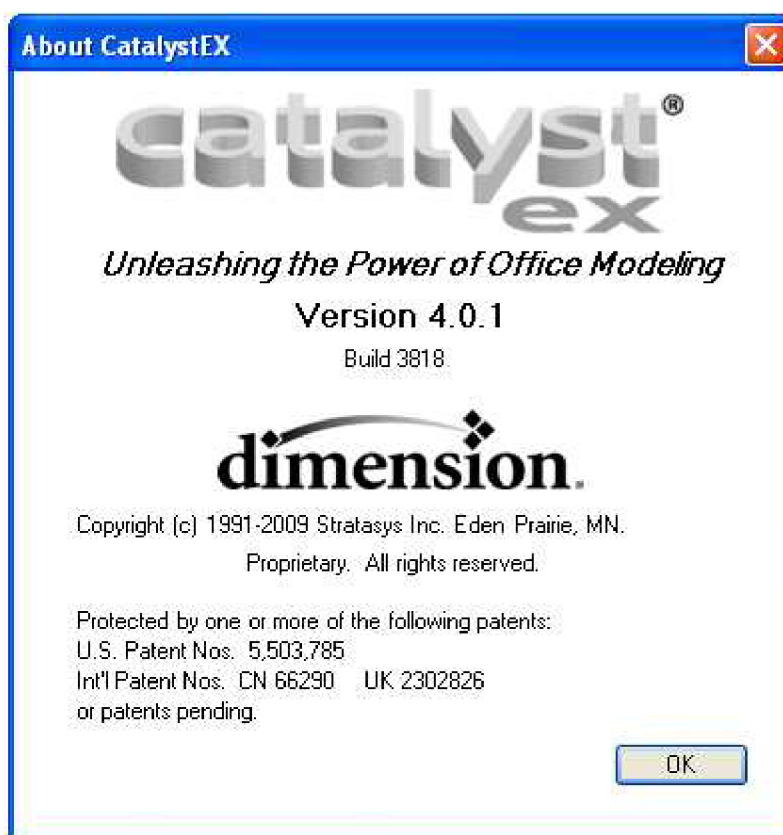 About CatalystEX
catalyst®
ex
Unleashing the Power of Office Modeling
Version 4.0.1
Build 3818
dimension.
Copyright (c) 1991-2009 Stratasys Inc. Eden Prairie, MN.
Proprietary. All rights reserved.
Protected by one or more of the following patents:
U.S. Patent Nos. 5,503,785
Int'l Patent Nos. CN 66290 UK 2302826
or patents pending.
OK